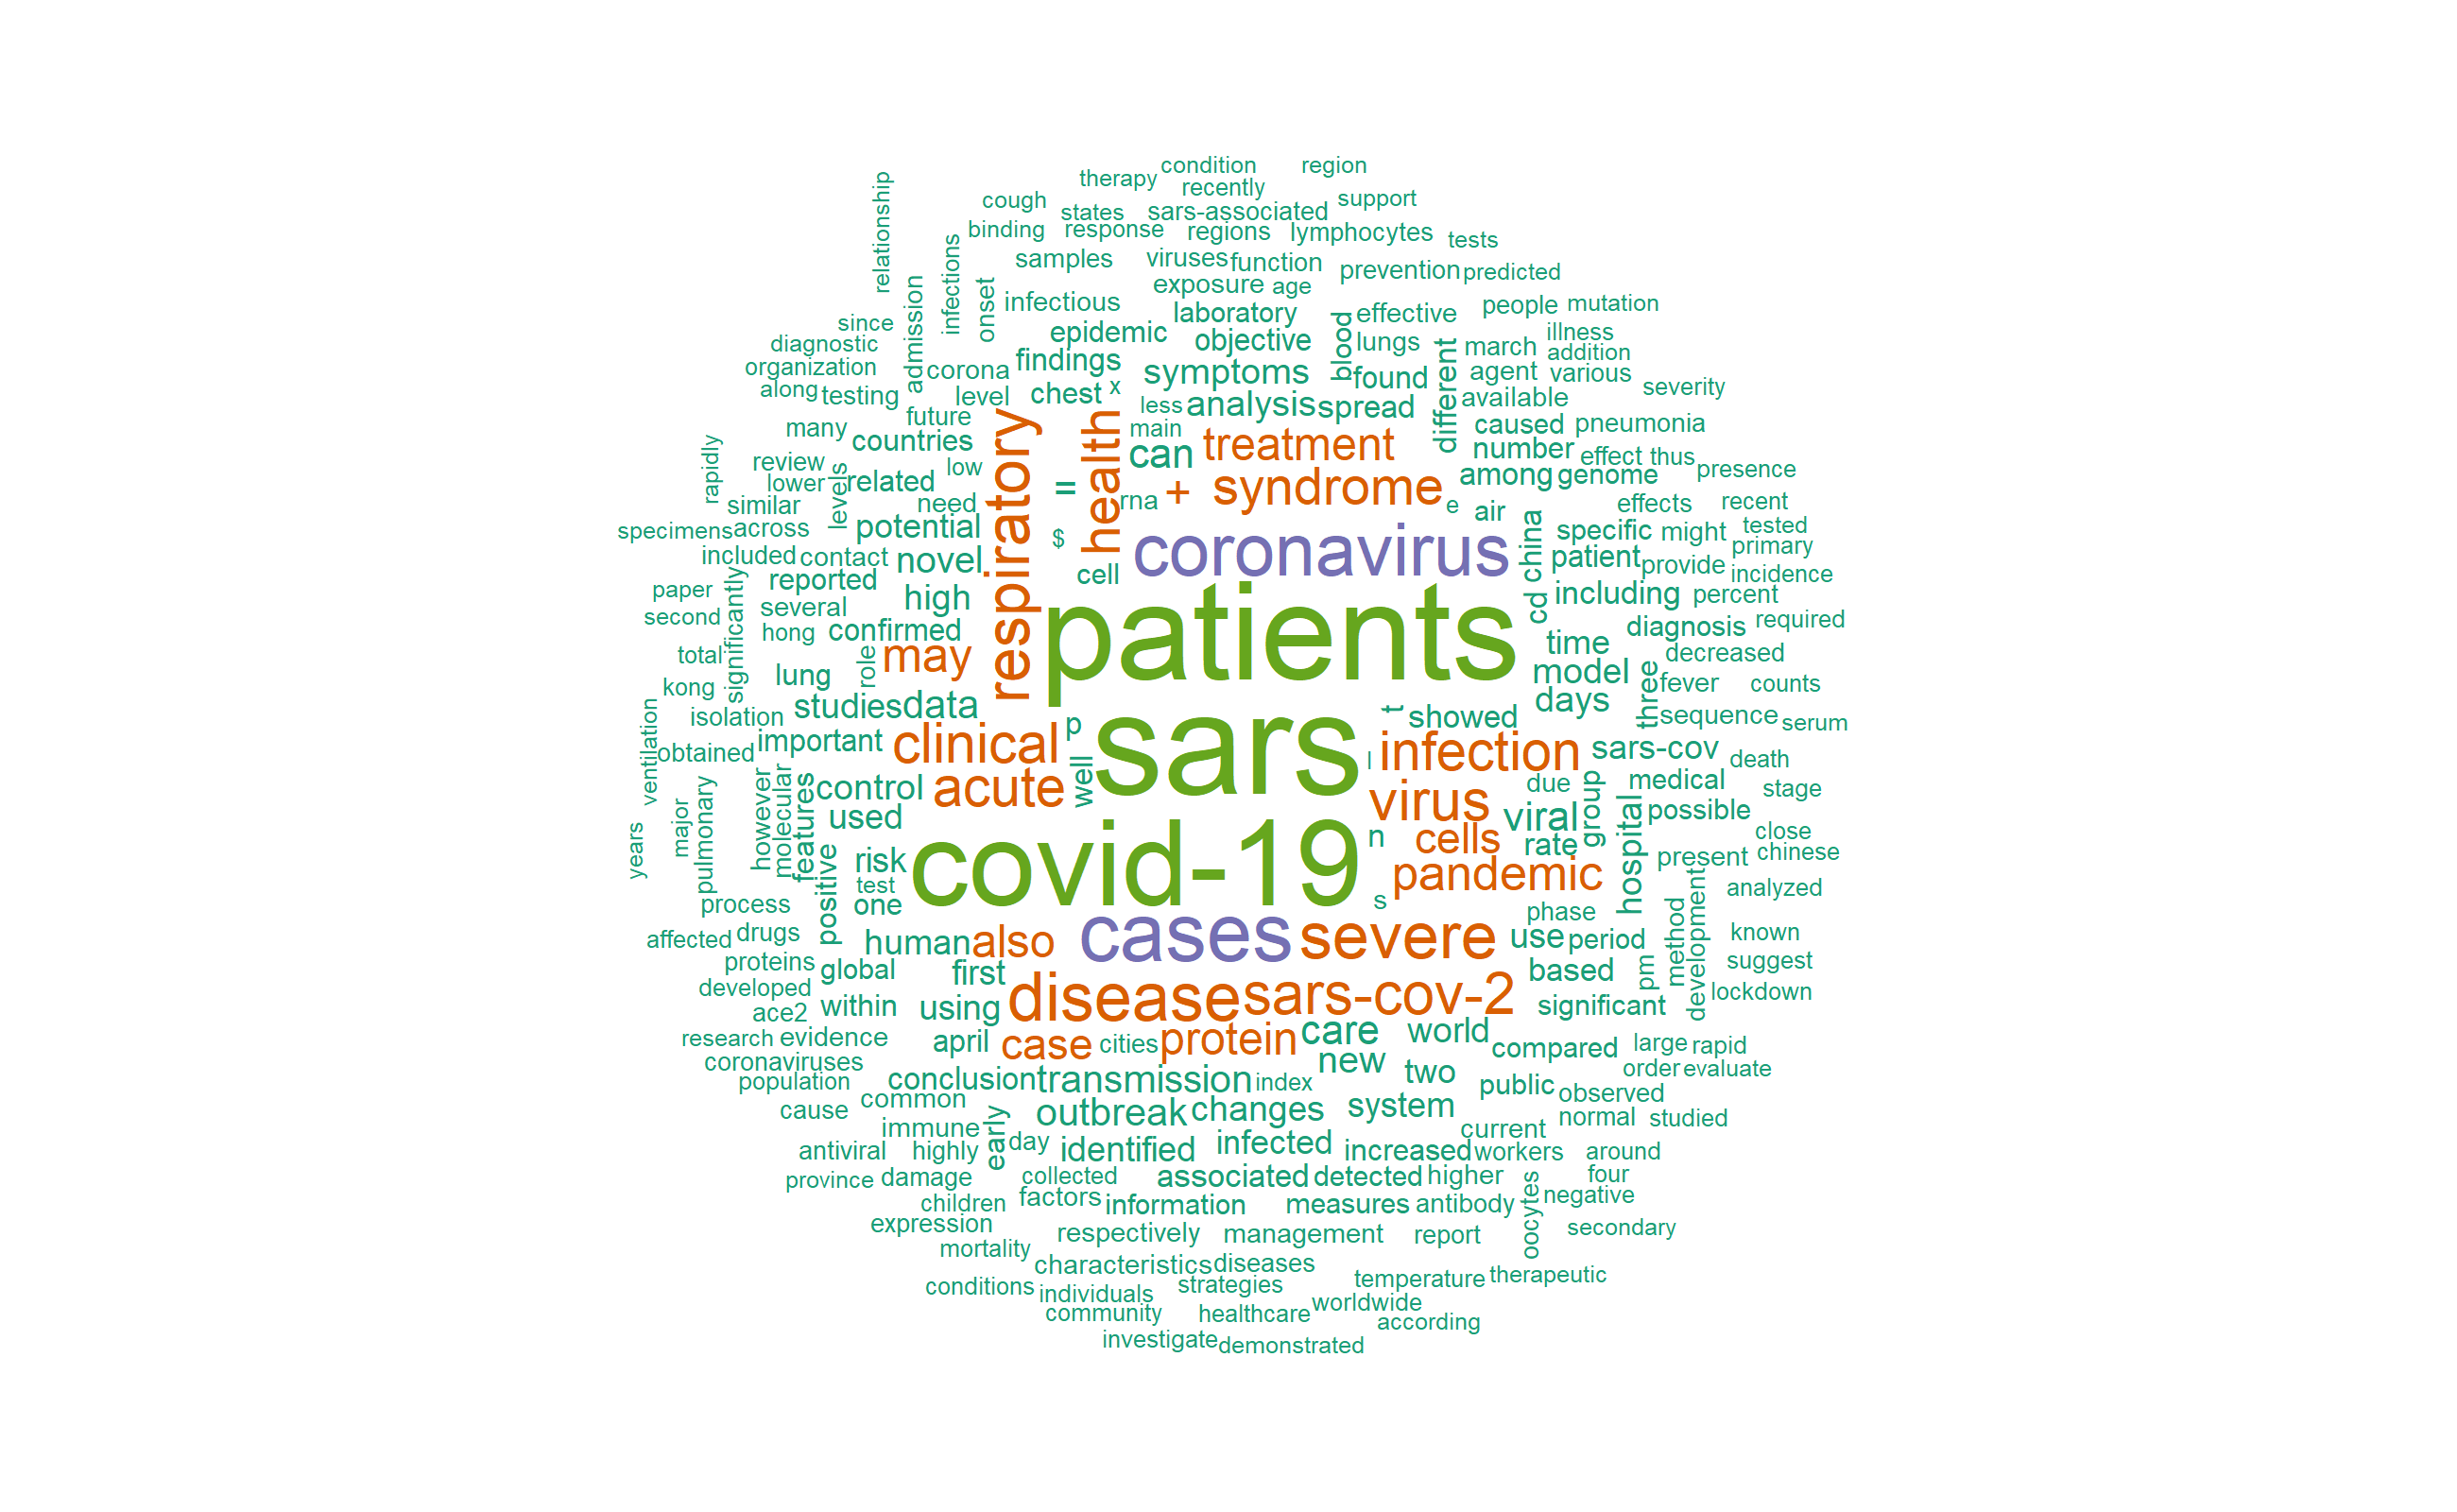 condition
region
therapy
recently
relationship
cough
support
states
sars-associated
binding
response
regions
lymphocytes
tests
infections
samples
viruses
function
prevention
predicted
admission
onset
exposure
age
infectious
people
mutation
since
laboratory
blood
effective
diagnostic
epidemic
objective
lungs
different
march
illness
organization
corona
findings
symptoms
found
agent
addition
various
along
testing
level
chest
x
less
analysis
spread
available
severity
future
respiratory
health
main
caused
pneumonia
many
countries
can
treatment
number
rapidly
review
levels
low
effect
thus
lower
related
=
rna
+
syndrome
among
genome
presence
similar
need
e
air
effects
recent
specimens
across
potential
$
coronavirus
china
specific
might
tested
included
contact
novel
cell
patient
primary
significantly
reported
provide
incidence
paper
high
patients
cd
including
percent
second
several
hong
confirmed
time
diagnosis
required
total
role
may
decreased
kong
lung
model
three
fever
counts
ventilation
isolation
studies
data
t
days
showed
sequence
serum
obtained
important
clinical
p
sars
l
infection
sars-cov
death
major
pulmonary
however
molecular
features
control
acute
well
virus
due
group
medical
stage
years
used
n
viral
hospital
possible
positive
risk
covid-19
cells
rate
close
test
pandemic
present
chinese
process
one
s
phase
method
development
analyzed
affected
drugs
human
also
cases
severe
use
period
known
proteins
global
first
based
pm
suggest
developed
disease
sars-cov-2
lockdown
ace2
within
using
significant
research
evidence
april
case
cities
protein
care
world
compared
large
rapid
coronaviruses
new
order
evaluate
population
conclusion
transmission
index
two
public
observed
cause
common
early
outbreak
changes
system
normal
studied
immune
day
current
antiviral
highly
identified
infected
increased
workers
around
province
damage
collected
associated
detected
higher
four
children
factors
information
measures
antibody
oocytes
negative
expression
respectively
management
report
secondary
mortality
characteristics
diseases
conditions
individuals
strategies
temperature
therapeutic
community
healthcare
worldwide
according
investigate
demonstrated